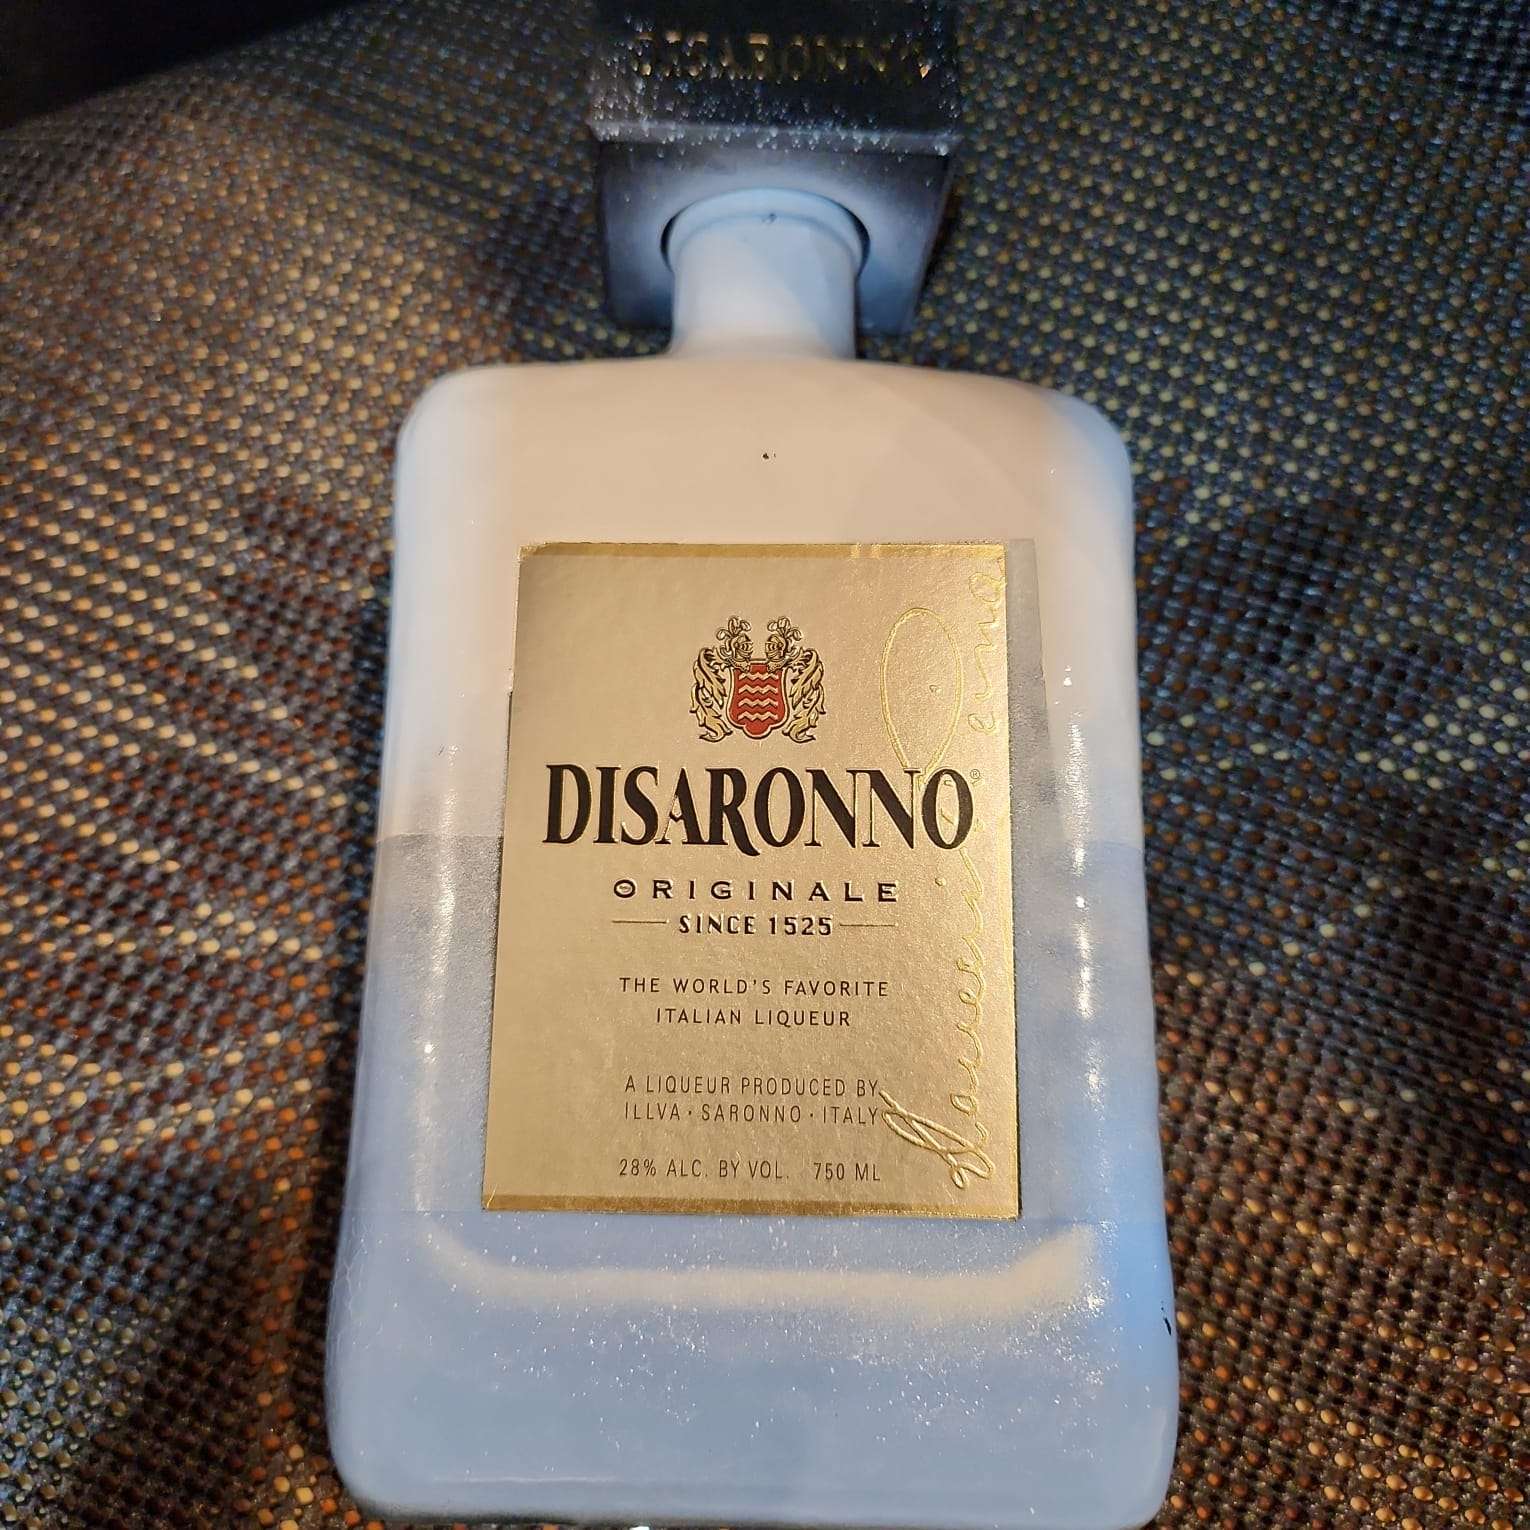 DISARONNO
DISARONNO®
ORIGINALE
SINCE 1525
THE WORLD'S FAVORITE
ITALIAN LIQUEUR
A LIQUEUR PRODUCED BY
ILLVA · SARONNO · ITALY
28% ALC. BY VOL. 750 ML